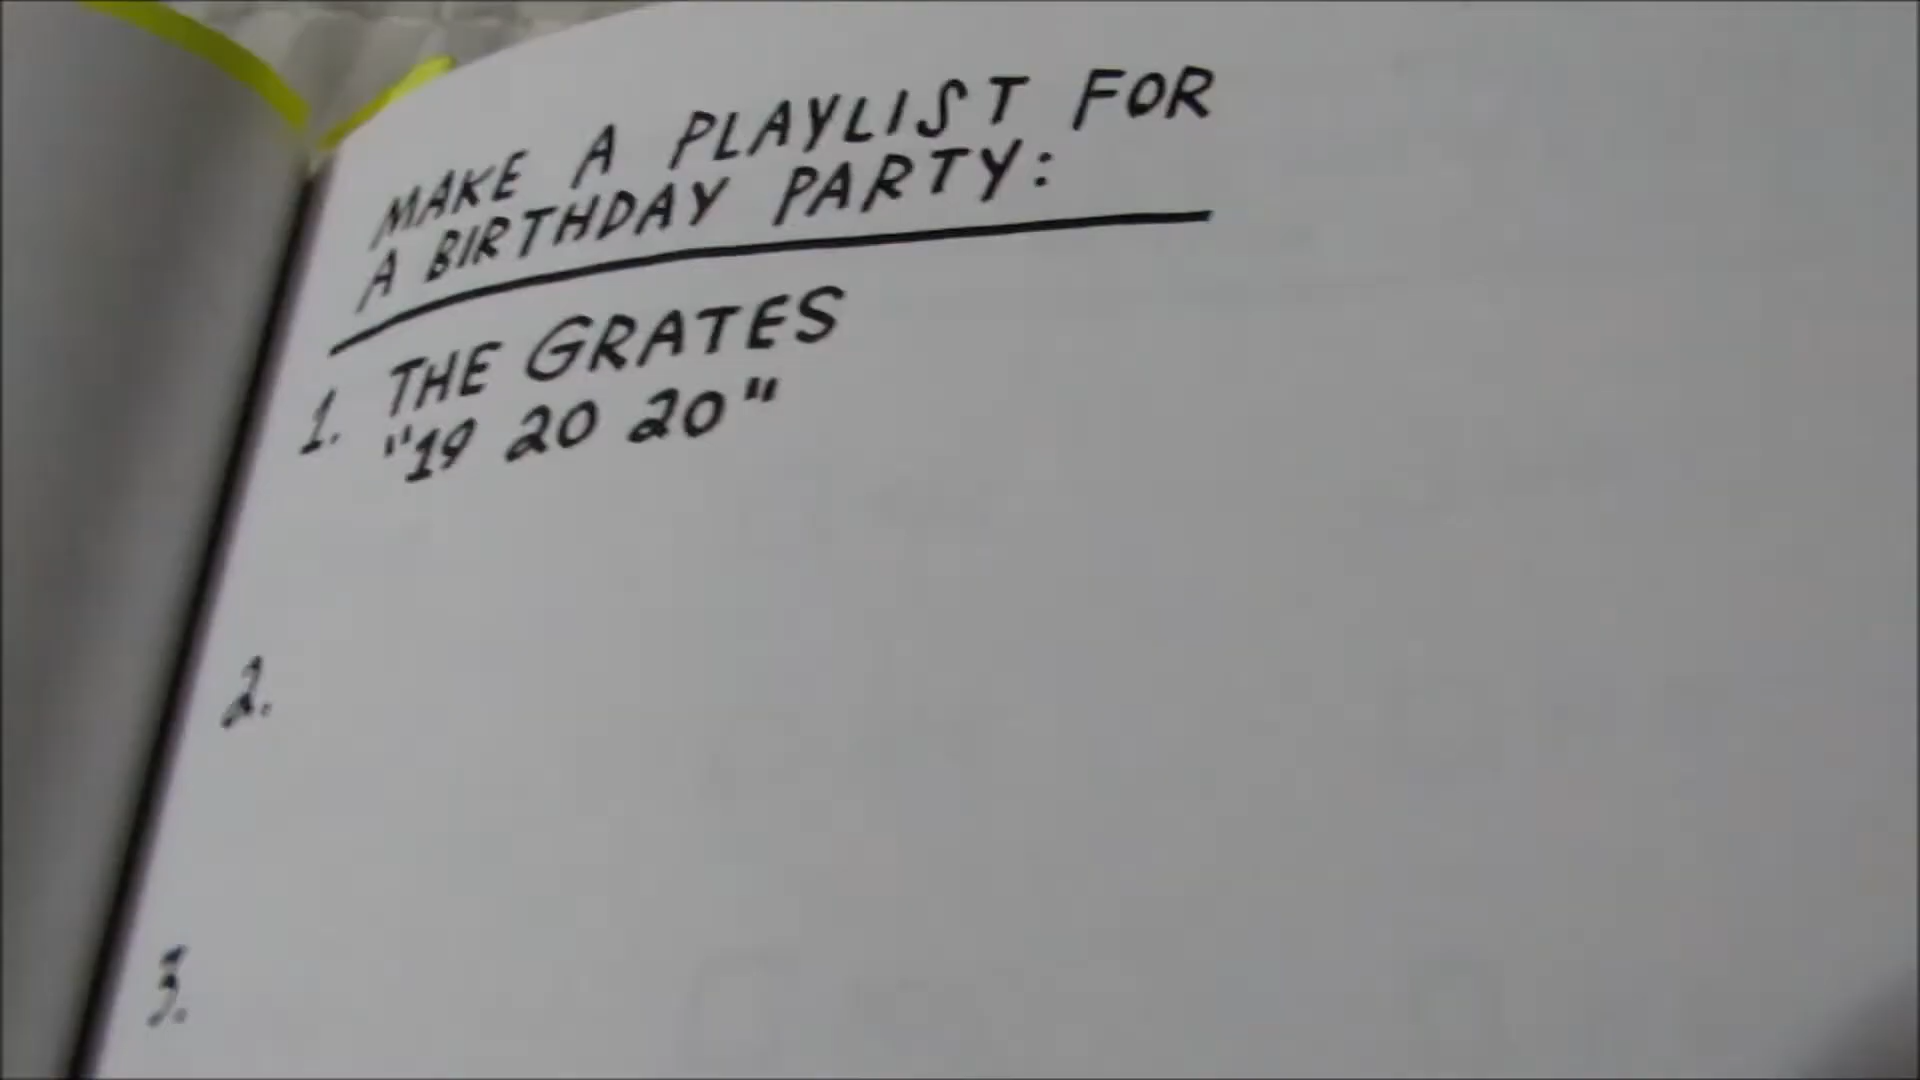 MAKE A PLAYLIST FOR
A BIRTHDAY PARTY:
1. THE GRATES
"19 20 20"
2.
3.